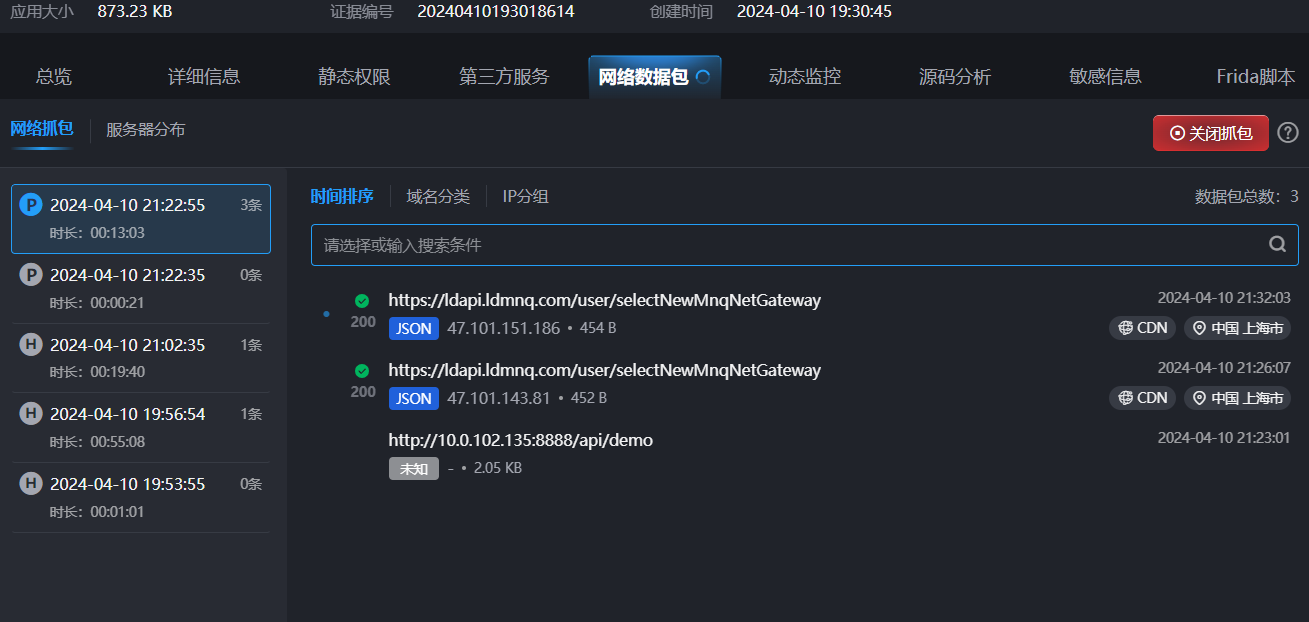 应用大小 873.23 KB 证据编号 20240410193018614 创建时间 2024-04-10 19:30:45
总览 详细信息 静态权限 第三方服务 网络数据包 动态监控 源码分析 敏感信息 Frida脚本
网络抓包 服务器分布 关闭抓包 ?
P 2024-04-10 21:22:55 3条
时长：00:13:03
P 2024-04-10 21:22:35 0条
时长：00:00:21
H 2024-04-10 21:02:35 1条
时长：00:19:40
H 2024-04-10 19:56:54 1条
时长：00:55:08
H 2024-04-10 19:53:55 0条
时长：00:01:01
时间排序 域名分类 IP分组 数据包总数：3
请选择或输入搜索条件
https://ldapi.ldmnq.com/user/selectNewMnqNetGateway 2024-04-10 21:32:03
200 JSON 47.101.151.186 • 454 B CDN 中国 上海市
https://ldapi.ldmnq.com/user/selectNewMnqNetGateway 2024-04-10 21:26:07
200 JSON 47.101.143.81 • 452 B CDN 中国 上海市
http://10.0.102.135:8888/api/demo 2024-04-10 21:23:01
未知 - • 2.05 KB